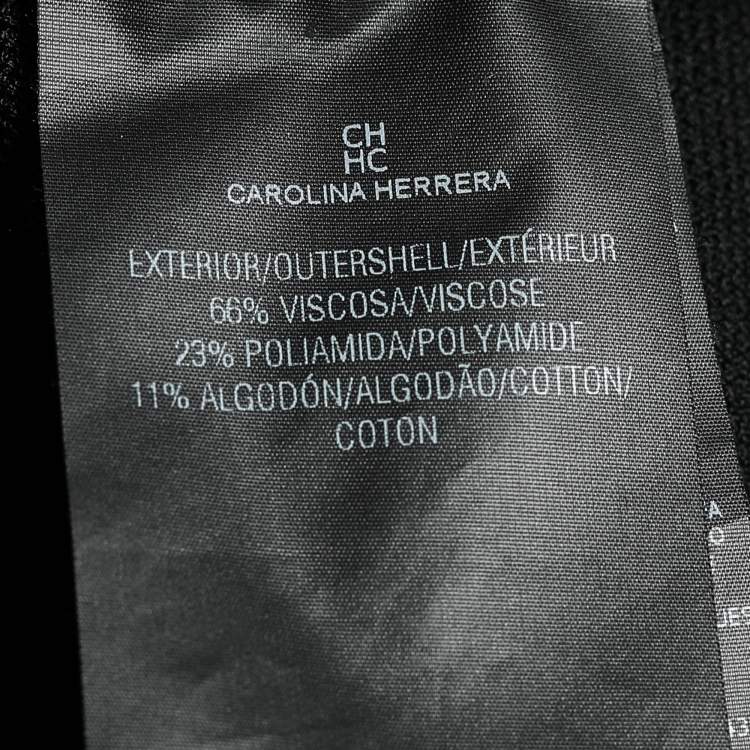 CH
HC
CAROLINA HERRERA
EXTERIOR/OUTERSHELL/EXTÉRIEUR
66% VISCOSA/VISCOSE
23% POLIAMIDA/POLYAMIDE
11% ALGODÓN/ALGODÃO/COTTON/
COTON